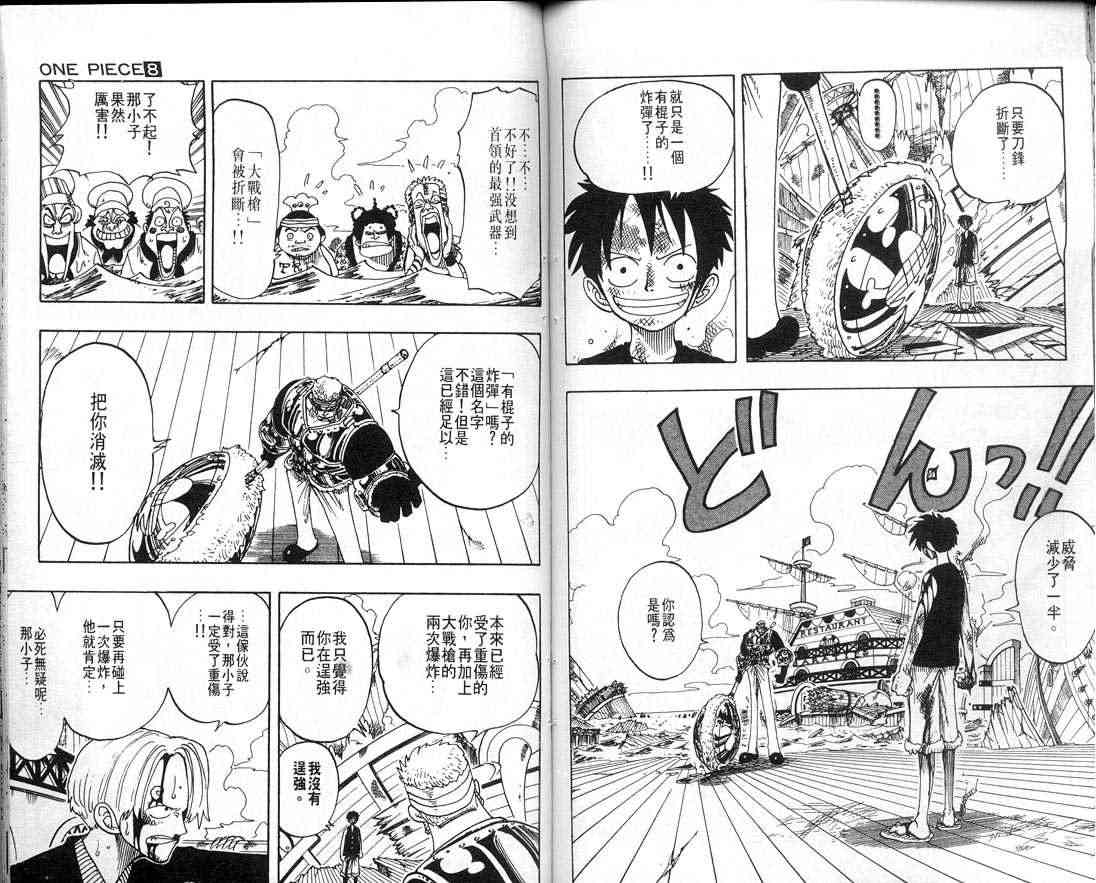 只要刀鋒
折斷了……
…………
就只是一個
有棍子的
炸彈了……!!
どんっ!!
威脅
減少了一半。
你認為
是嗎?
RESTAURANT
ONE PIECE 8
不…不…
不好了!!沒想到
首領的最强武器…
「大戰槍」
會被折斷…!!
了不起!
那小子
果然
厲害!!
「有棍子的
炸彈」嗎?
這個名字
不錯!但是
這已經足以…
把你消滅!!
本來已經
受了重傷的
你,再加上
大戰槍的
兩次爆炸…
我只覺得
你在逞強
而已。
我沒有
逞強。
…這傢伙說
得對,那小子
一定受了重傷
…!!
只要再碰上
一次爆炸,
他就肯定…
必死無疑呢…
那小子…